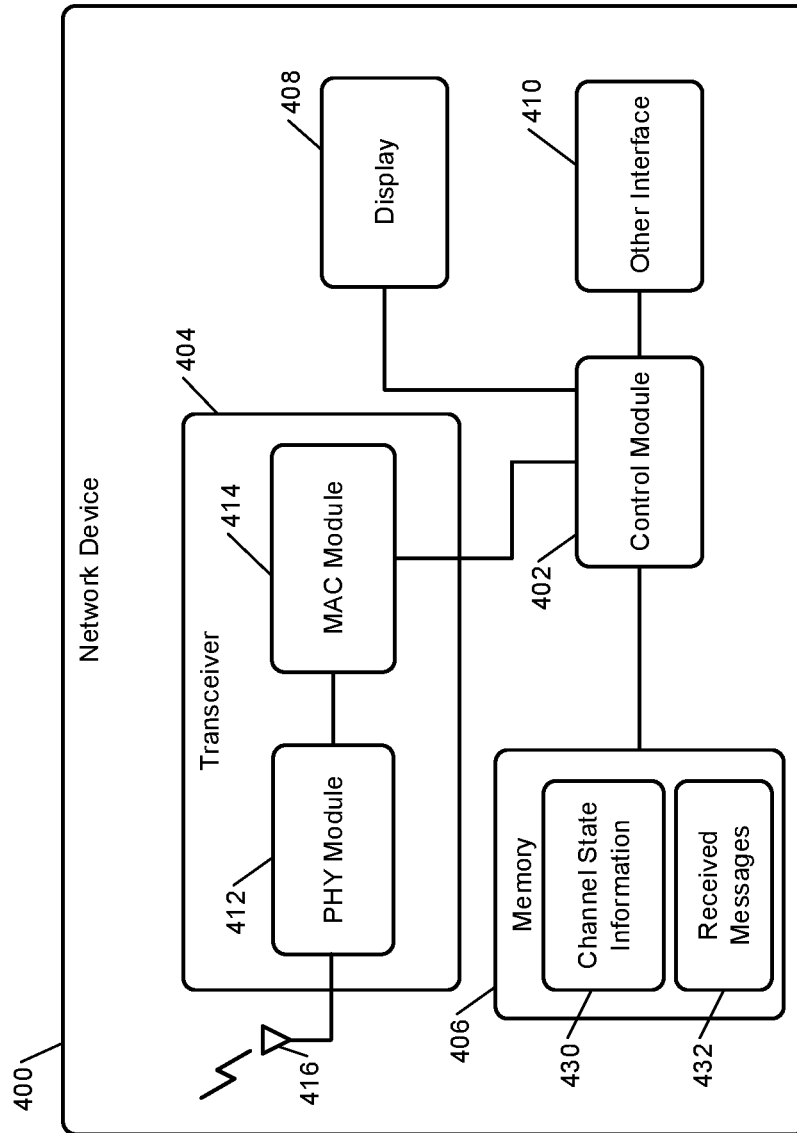 400
Network Device
404
Transceiver
412
PHY Module
414
MAC Module
416
408
Display
406
Memory
430
Channel State
Information
432
Received
Messages
402
Control Module
410
Other Interface